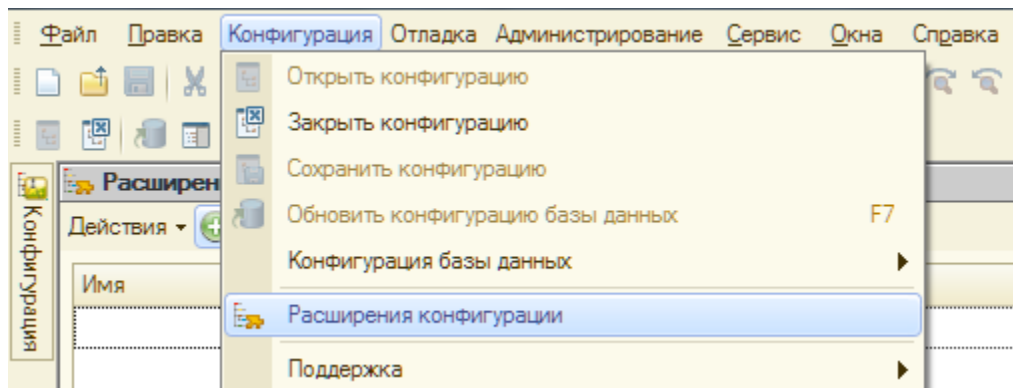 Файл Правка Конфигурация Отладка Администрирование Сервис Окна Справка
Открыть конфигурацию
Закрыть конфигурацию
Сохранить конфигурацию
Обновить конфигурацию базы данных F7
Конфигурация базы данных
Расширения конфигурации
Поддержка
Конфигурация
Расширен
Действия
Имя